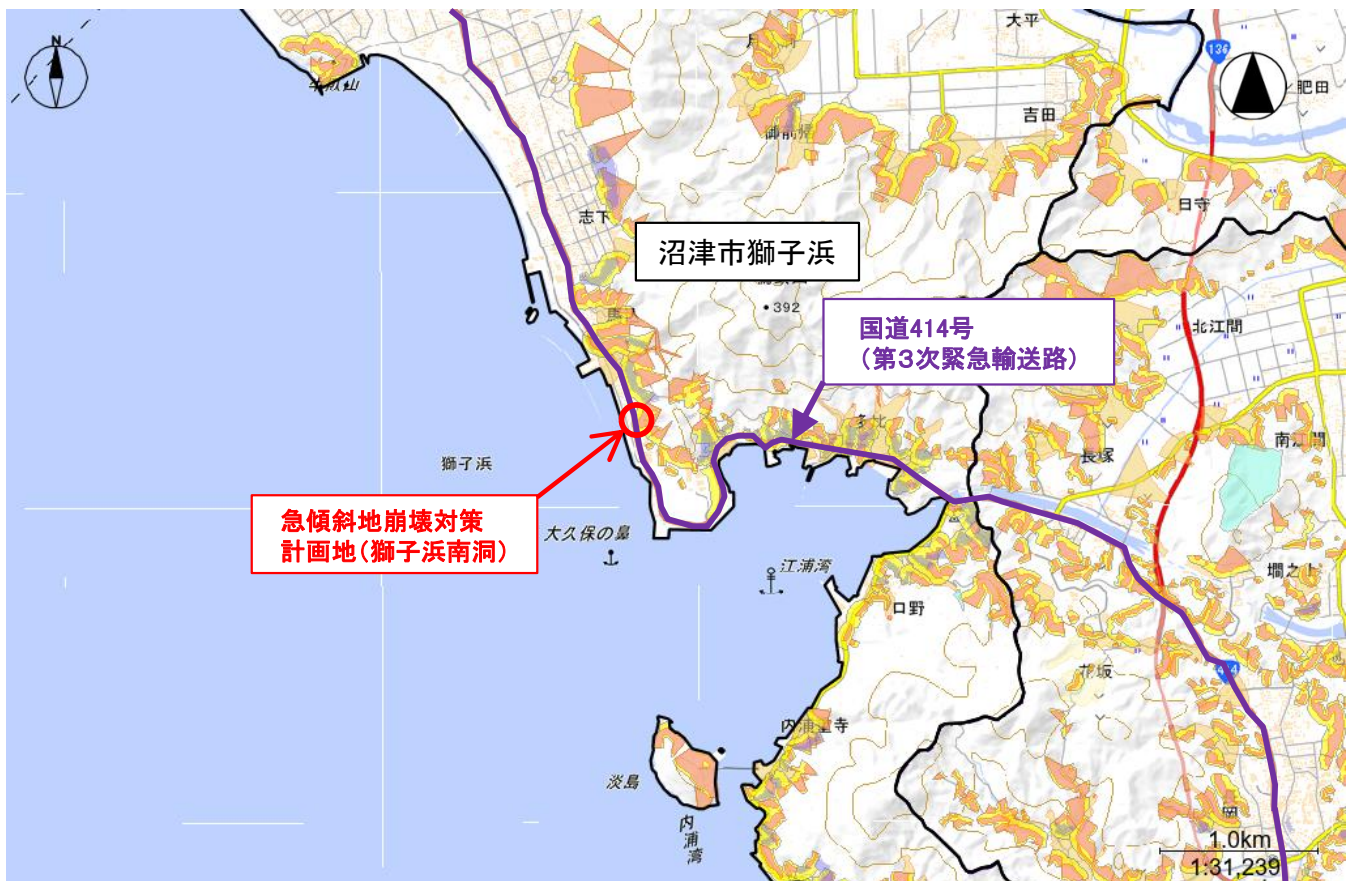 N
大平
136
肥田
吉田
日守
志下
沼津市獅子浜
・392
国道414号
（第３次緊急輸送路）
北江間
南江間
長塚
多比
獅子浜
急傾斜地崩壊対策
計画地（獅子浜南洞）
大久保の鼻
江浦湾
口野
花坂
内浦重寺
淡島
内浦湾
1.0km
1:31,239